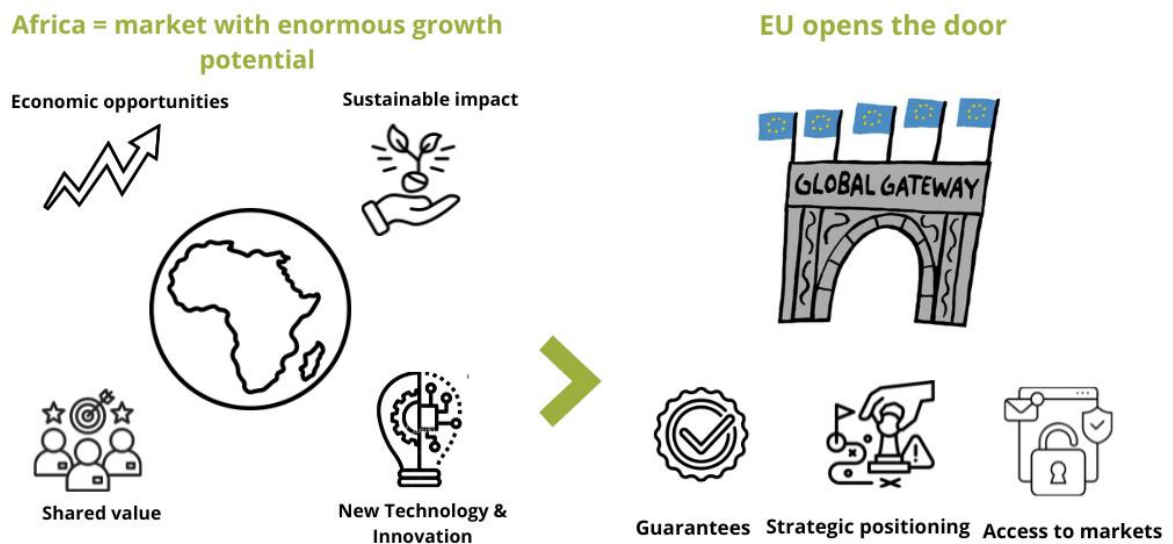 Africa = market with enormous growth
potential
Economic opportunities
Sustainable impact
Shared value
New Technology &
Innovation
EU opens the door
GLOBAL GATEWAY
Guarantees
Strategic positioning
Access to markets